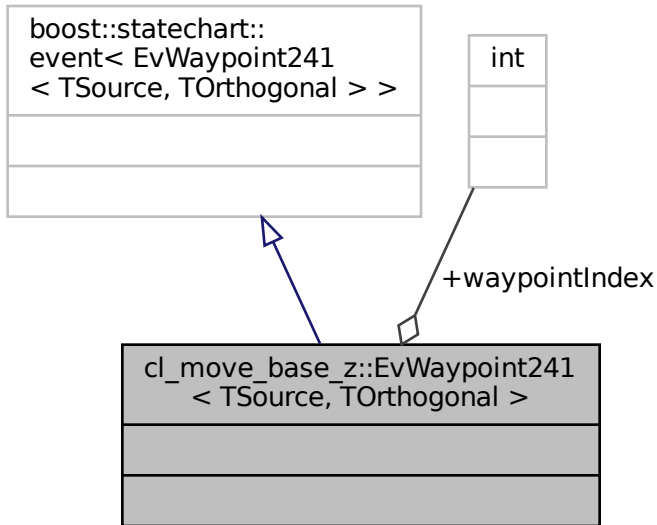 boost::statechart::
event< EvWaypoint241
< TSource, TOrthogonal > >
int
+waypointIndex
cl_move_base_z::EvWaypoint241
< TSource, TOrthogonal >